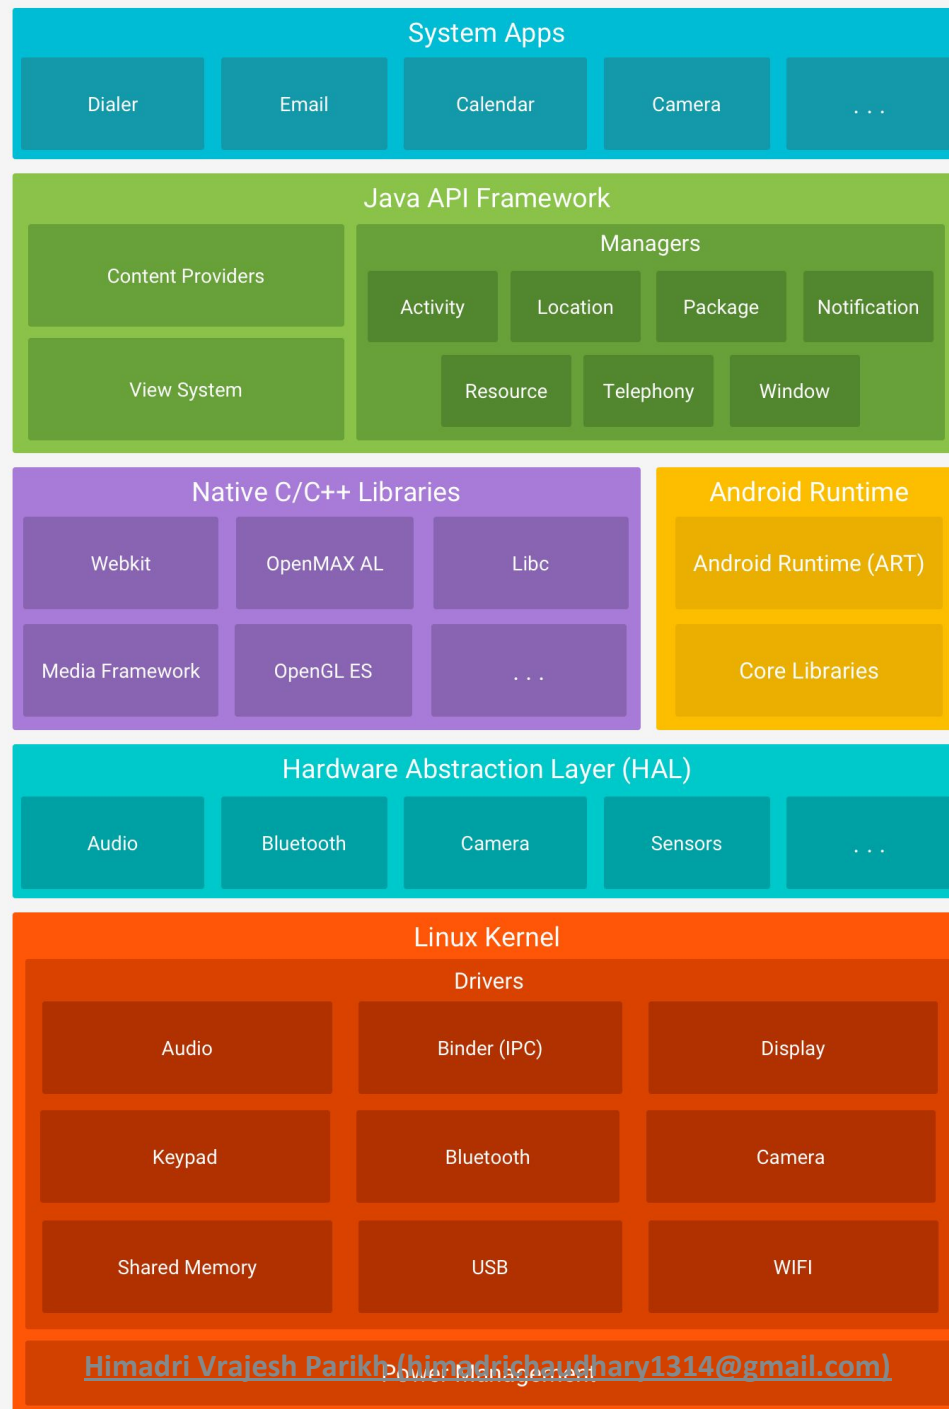 System Apps
Dialer Email Calendar Camera . . .
Java API Framework
Content Providers
View System
Managers
Activity Location Package Notification
Resource Telephony Window
Native C/C++ Libraries
Webkit OpenMAX AL Libc
Media Framework OpenGL ES . . .
Android Runtime
Android Runtime (ART)
Core Libraries
Hardware Abstraction Layer (HAL)
Audio Bluetooth Camera Sensors . . .
Linux Kernel
Drivers
Audio Binder (IPC) Display
Keypad Bluetooth Camera
Shared Memory USB WIFI
Power Management
Himadri Vrajesh Parikh (himadrichaudhary1314@gmail.com)